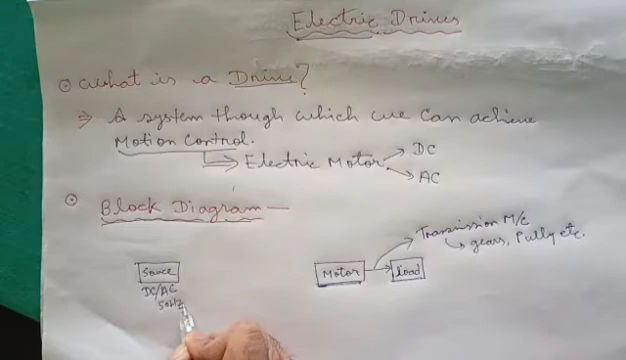 Electric Drives
What is a Drive?
⇒ A system though which we can achieve
Motion Control.
Electric Motor → DC
→ AC
Block Diagram —
Transmission M/C
↳ gears, Pully etc.
Source
Motor → load
DC/AC
50HZ